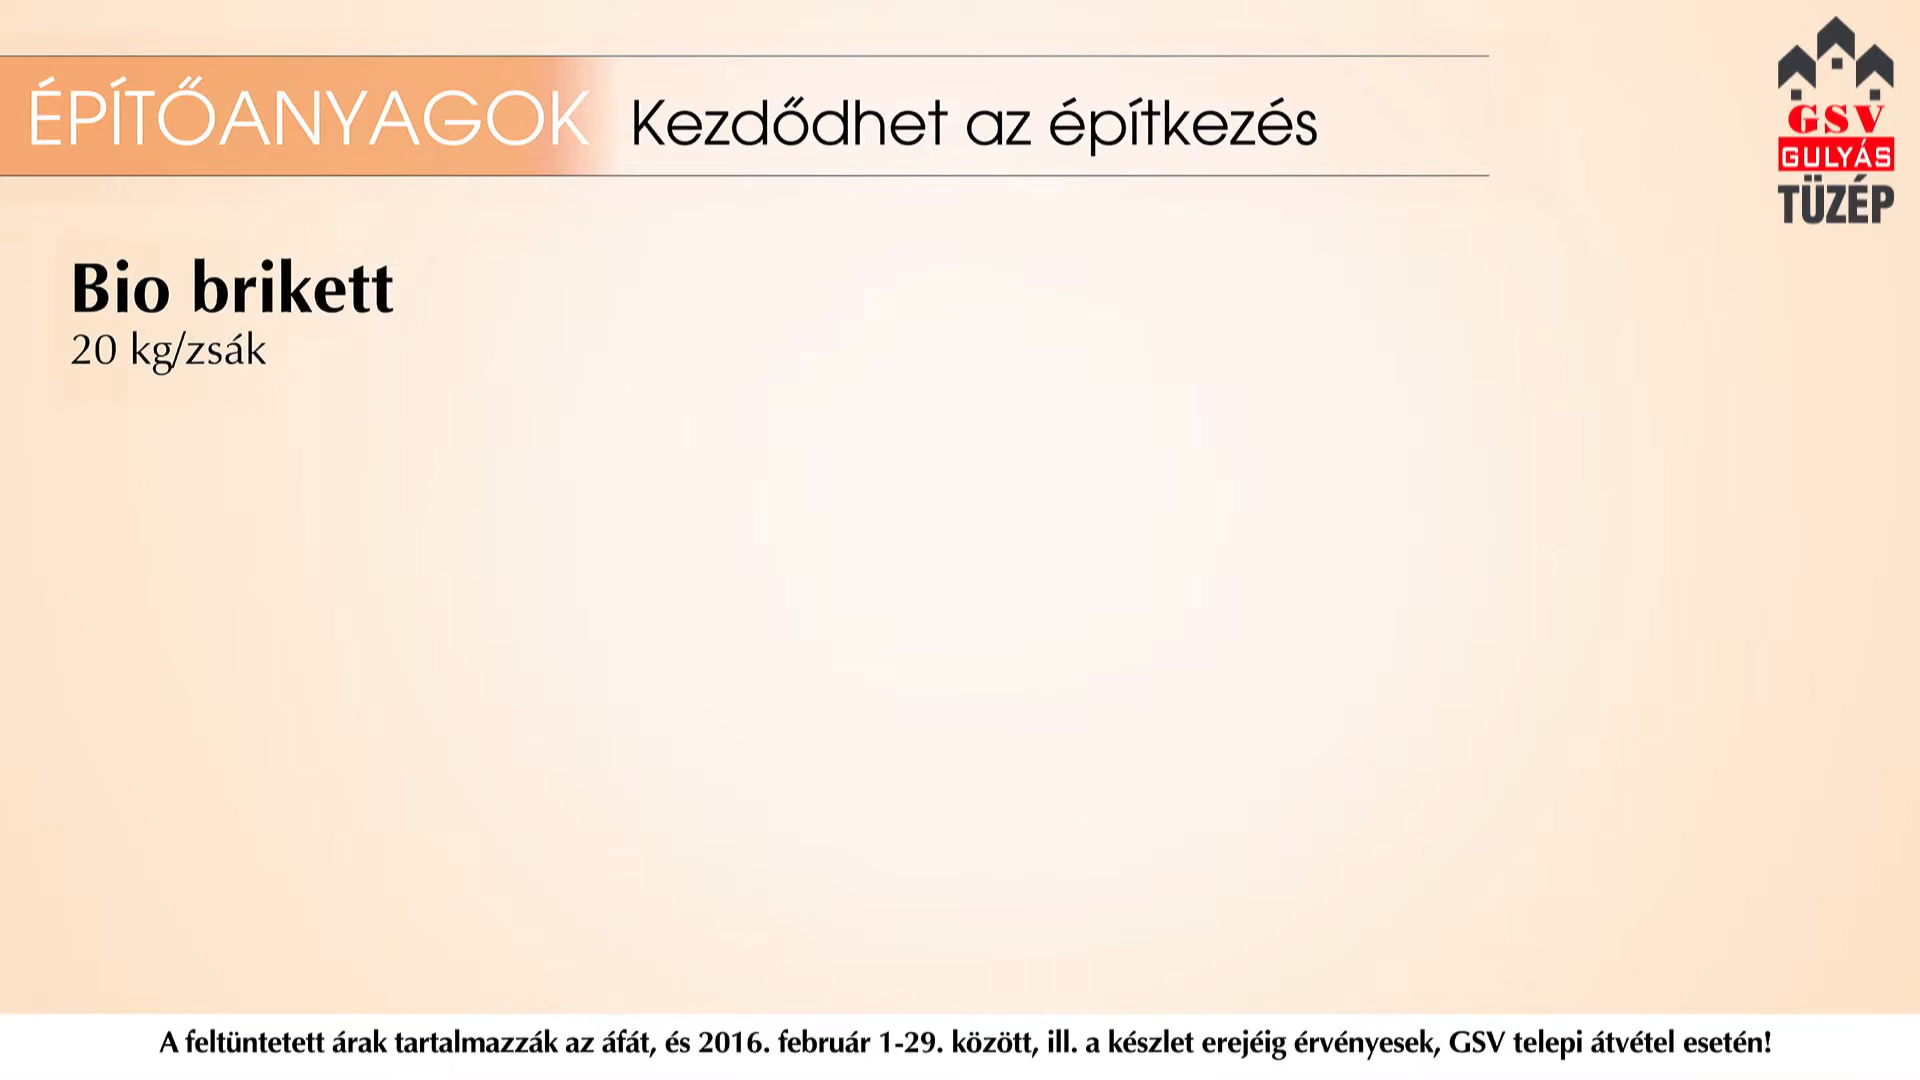 ÉPÍTŐANYAGOK Kezdődhet az építkezés
GSV
GULYÁS
TÜZÉP
Bio brikett
20 kg/zsák
A feltüntetett árak tartalmazzák az áfát, és 2016. február 1-29. között, ill. a készlet erejéig érvényesek, GSV telepi átvétel esetén!